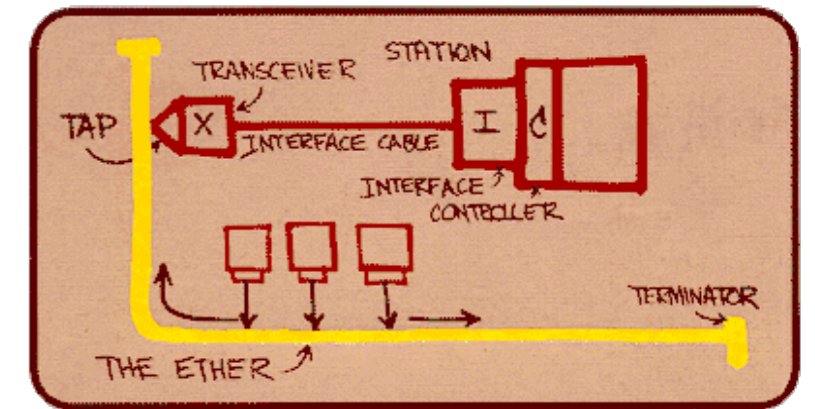 STATION
TRANSCEIVER
TAP
X
I
C
INTERFACE CABLE
INTERFACE
CONTROLLER
TERMINATOR
THE ETHER